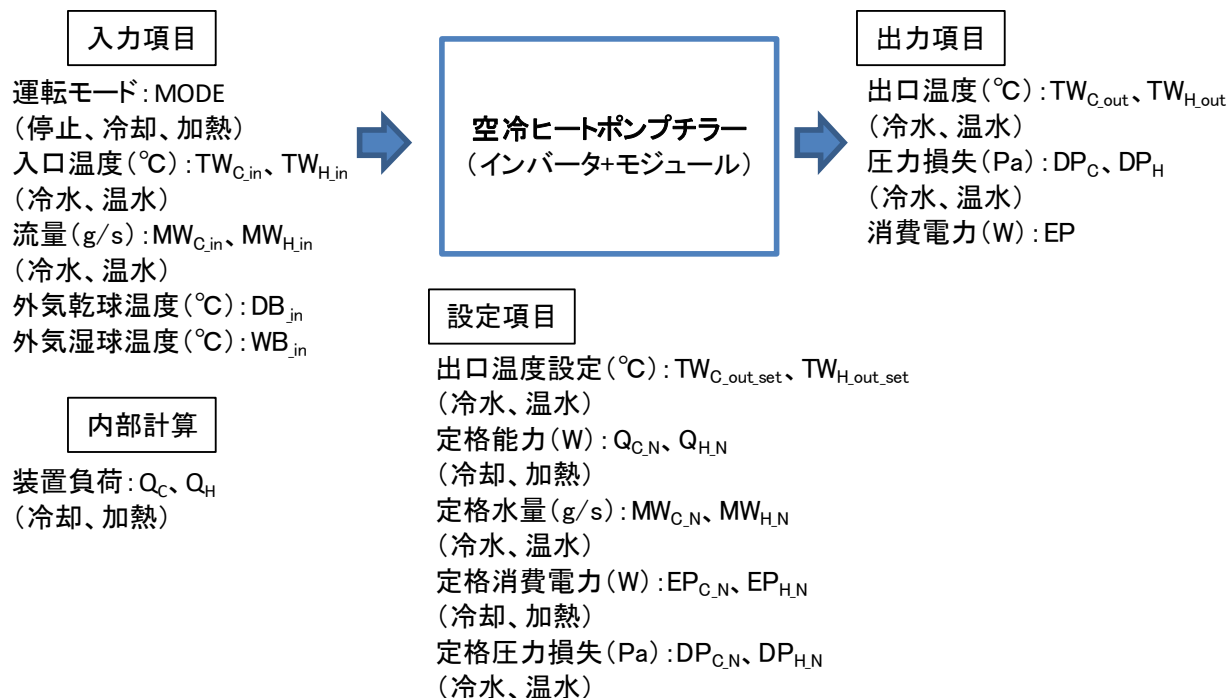 入力項目
運転モード:MODE
(停止、冷却、加熱)
入口温度(℃):TW_C_in、TW_H_in
(冷水、温水)
流量(g/s):MW_C_in、MW_H_in
(冷水、温水)
外気乾球温度(℃):DB_in
外気湿球温度(℃):WB_in
内部計算
装置負荷:Q_C、Q_H
(冷却、加熱)
空冷ヒートポンプチラー
(インバータ+モジュール)
設定項目
出口温度設定(℃):TW_C_out_set、TW_H_out_set
(冷水、温水)
定格能力(W):Q_C_N、Q_H_N
(冷却、加熱)
定格水量(g/s):MW_C_N、MW_H_N
(冷水、温水)
定格消費電力(W):EP_C_N、EP_H_N
(冷却、加熱)
定格圧力損失(Pa):DP_C_N、DP_H_N
(冷水、温水)
出力項目
出口温度(℃):TW_C_out、TW_H_out
(冷水、温水)
圧力損失(Pa):DP_C、DP_H
(冷水、温水)
消費電力(W):EP